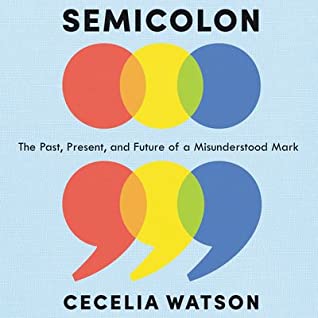 SEMICOLON
The Past, Present, and Future of a Misunderstood Mark
CECELIA WATSON